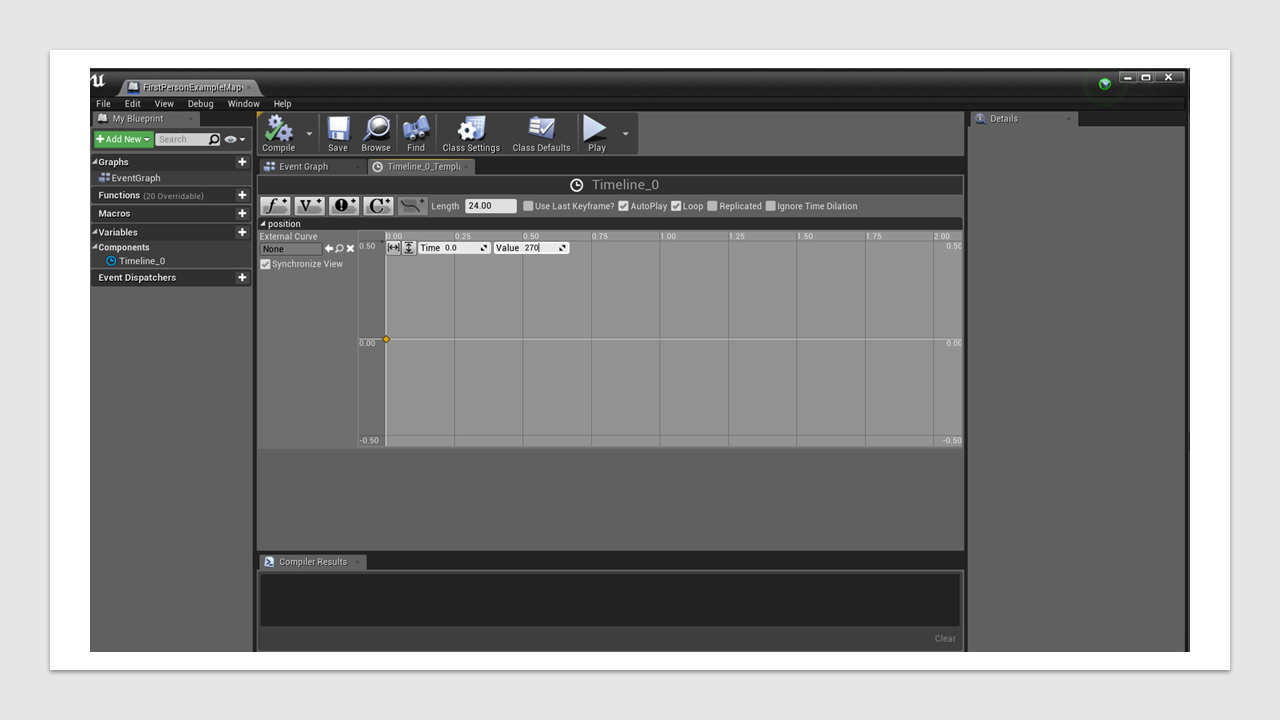 FirstPersonExampleMap
File Edit View Debug Window Help
My Blueprint
Add New Search
Graphs
EventGraph
Functions (20 Overridable)
Macros
Variables
Components
Timeline_0
Event Dispatchers
Compile Save Browse Find Class Settings Class Defaults Play
Event Graph Timeline_0_Templa
Timeline_0
f V C Length 24.00 Use Last Keyframe? AutoPlay Loop Replicated Ignore Time Dilation
position
External Curve
None
Synchronize View
0.00 0.25 0.50 0.75 1.00 1.25 1.50 1.75 2.00
0.50 Time 0.0 Value 270 0.50
0.00 0.00
-0.50 -0.50
Compiler Results
Clear
Details